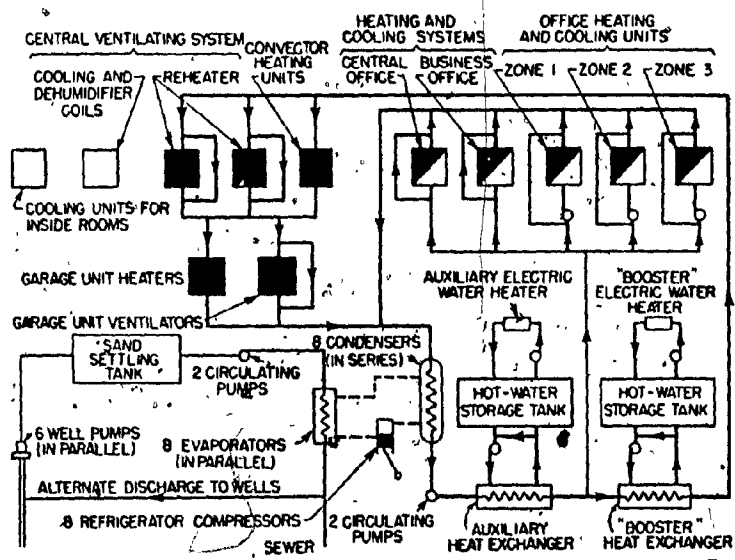 HEATING AND
COOLING SYSTEMS
OFFICE HEATING
AND COOLING UNITS
CENTRAL VENTILATING SYSTEM
CONVECTOR
HEATING
UNITS
CENTRAL
OFFICE
BUSINESS
OFFICE
ZONE 1
ZONE 2
ZONE 3
COOLING AND
DEHUMIDIFIER
COILS
REHEATER
COOLING UNITS FOR
INSIDE ROOMS
GARAGE UNIT HEATERS
AUXILIARY ELECTRIC
WATER HEATER
"BOOSTER"
ELECTRIC WATER
HEATER
GARAGE UNIT VENTILATORS
SAND
SETTLING
TANK
2 CIRCULATING
PUMPS
8 CONDENSERS
(IN SERIES)
HOT-WATER
STORAGE TANK
HOT-WATER
STORAGE TANK
6 WELL PUMPS
(IN PARALLEL)
8 EVAPORATORS
(IN PARALLEL)
ALTERNATE DISCHARGE TO WELLS
8 REFRIGERATOR COMPRESSORS
SEWER
2 CIRCULATING
PUMPS
AUXILIARY
HEAT EXCHANGER
"BOOSTER"
HEAT EXCHANGER